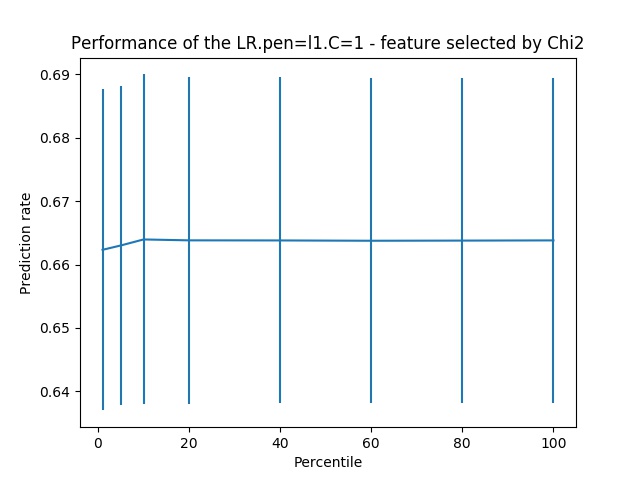 Performance of the LR.pen=l1.C=1 - feature selected by Chi2
0.69
0.68
0.67
0.66
0.65
0.64
Prediction rate
0 20 40 60 80 100
Percentile